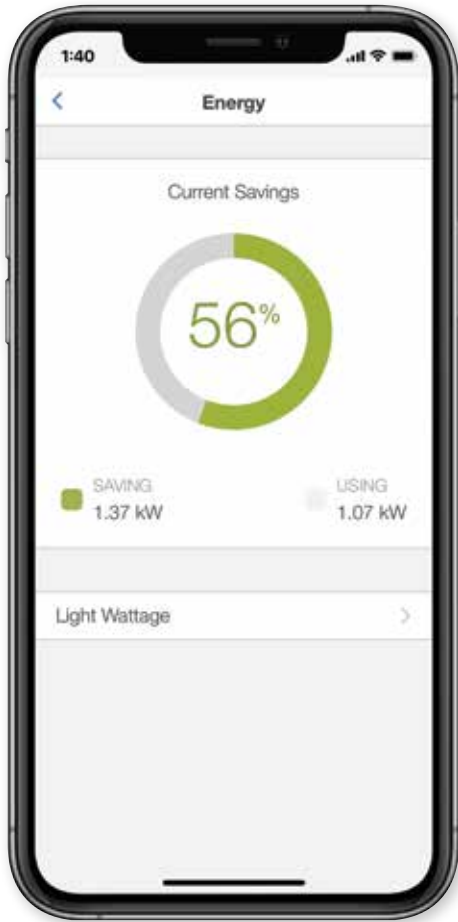 1:40
Energy
Current Savings
56%
SAVING
1.37 kW
USING
1.07 kW
Light Wattage